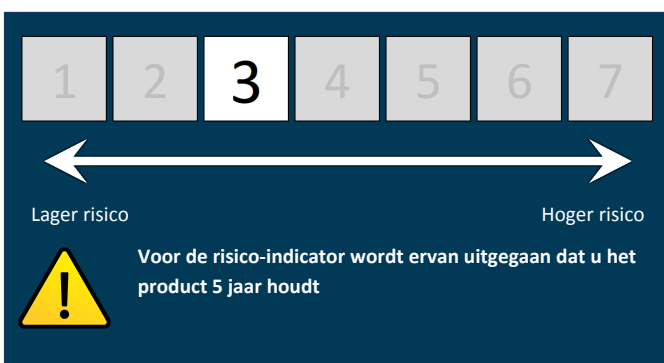 1 2 3 4 5 6 7
Lager risico Hoger risico
Voor de risico-indicator wordt ervan uitgegaan dat u het
product 5 jaar houdt